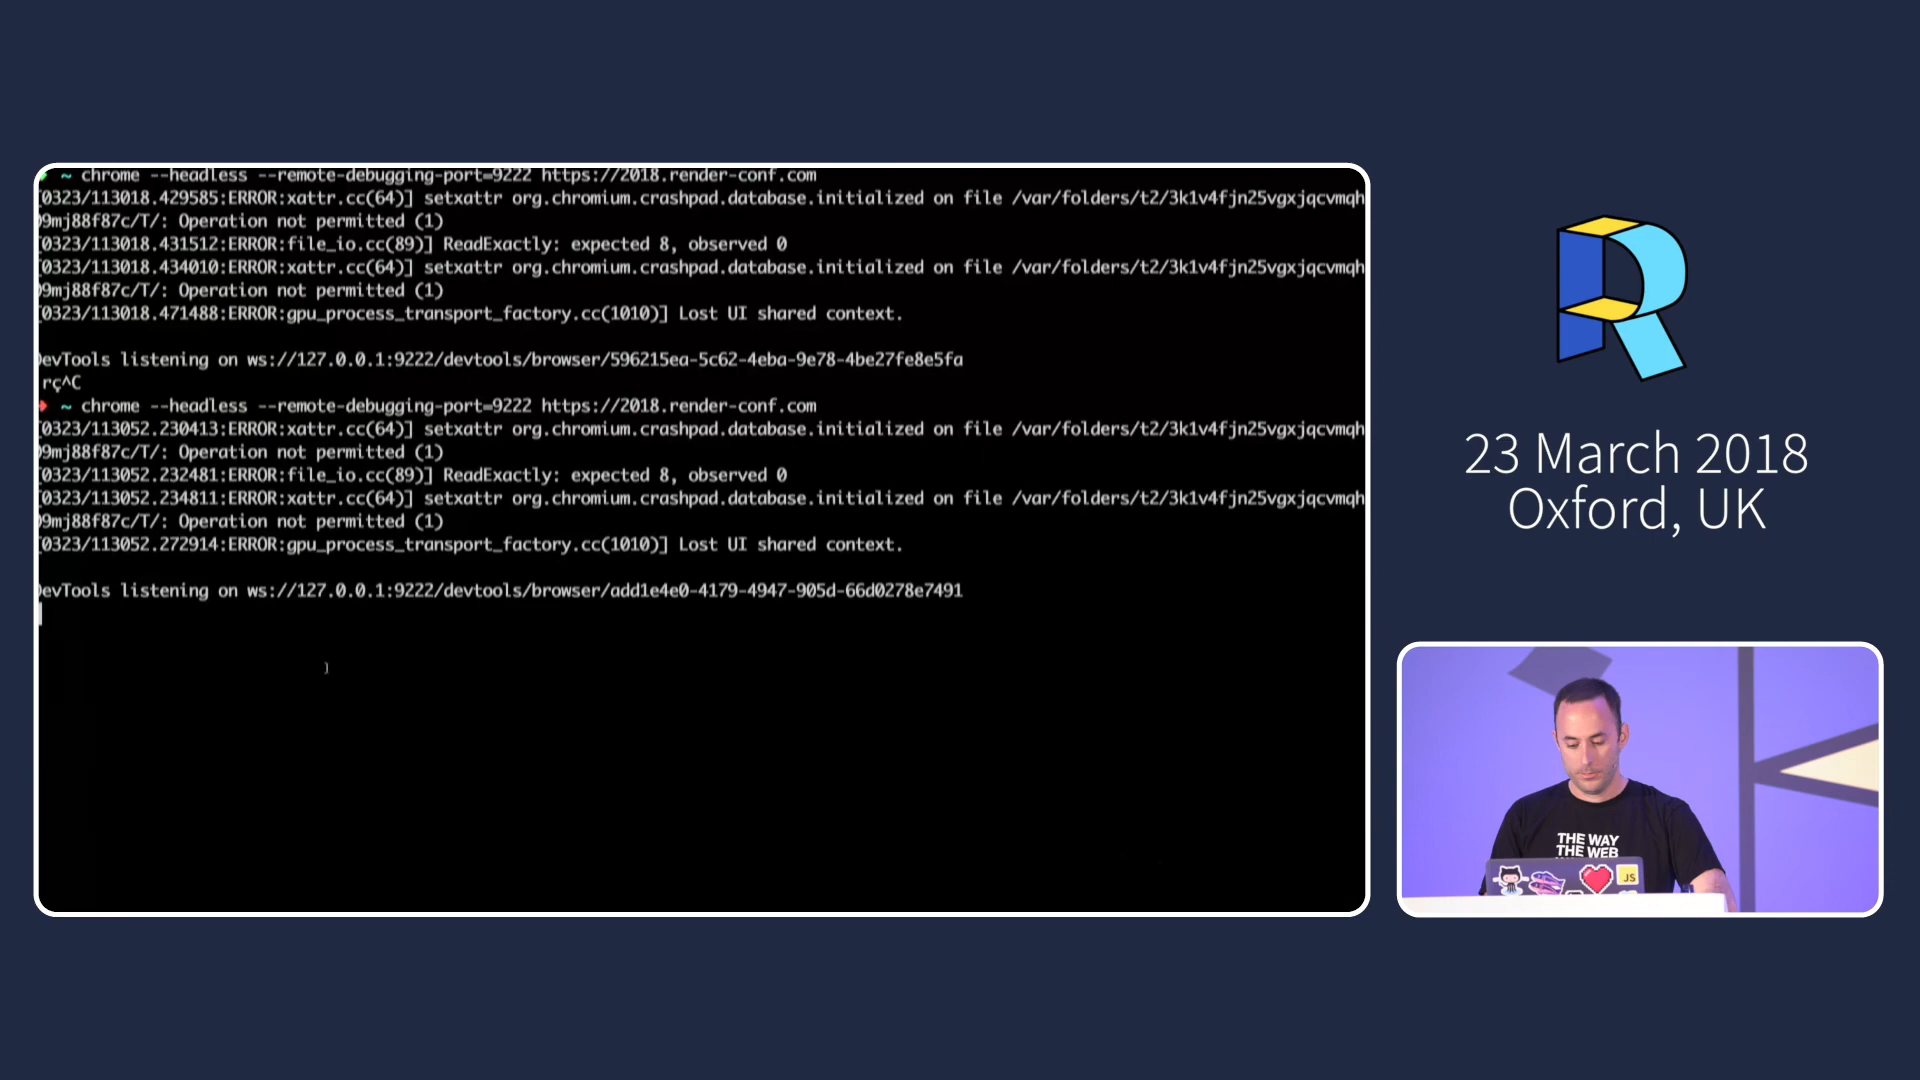 ~ chrome --headless --remote-debugging-port=9222 https://2018.render-conf.com
[0323/113018.429585:ERROR:xattr.cc(64)] setxattr org.chromium.crashpad.database.initialized on file /var/folders/t2/3k1v4fjn25vgxjqcvmqh
9mj88f87c/T/: Operation not permitted (1)
[0323/113018.431512:ERROR:file_io.cc(89)] ReadExactly: expected 8, observed 0
[0323/113018.434010:ERROR:xattr.cc(64)] setxattr org.chromium.crashpad.database.initialized on file /var/folders/t2/3k1v4fjn25vgxjqcvmqh
9mj88f87c/T/: Operation not permitted (1)
[0323/113018.471488:ERROR:gpu_process_transport_factory.cc(1010)] Lost UI shared context.
DevTools listening on ws://127.0.0.1:9222/devtools/browser/596215ea-5c62-4eba-9e78-4be27fe8e5fa
rç^C
~ chrome --headless --remote-debugging-port=9222 https://2018.render-conf.com
[0323/113052.230413:ERROR:xattr.cc(64)] setxattr org.chromium.crashpad.database.initialized on file /var/folders/t2/3k1v4fjn25vgxjqcvmqh
9mj88f87c/T/: Operation not permitted (1)
[0323/113052.232481:ERROR:file_io.cc(89)] ReadExactly: expected 8, observed 0
[0323/113052.234811:ERROR:xattr.cc(64)] setxattr org.chromium.crashpad.database.initialized on file /var/folders/t2/3k1v4fjn25vgxjqcvmqh
9mj88f87c/T/: Operation not permitted (1)
[0323/113052.272914:ERROR:gpu_process_transport_factory.cc(1010)] Lost UI shared context.
DevTools listening on ws://127.0.0.1:9222/devtools/browser/add1e4e0-4179-4947-905d-66d0278e7491
R
23 March 2018
Oxford, UK
THE WAY
THE WEB
JS